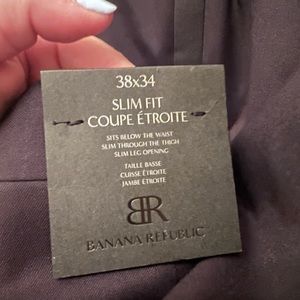 38x34
SLIM FIT
COUPE ÉTROITE
SITS BELOW THE WAIST
SLIM THROUGH THE THIGH
SLIM LEG OPENING
TAILLE BASSE
CUISSE ÉTROITE
JAMBE ÉTROITE
BR
BANANA REPUBLIC